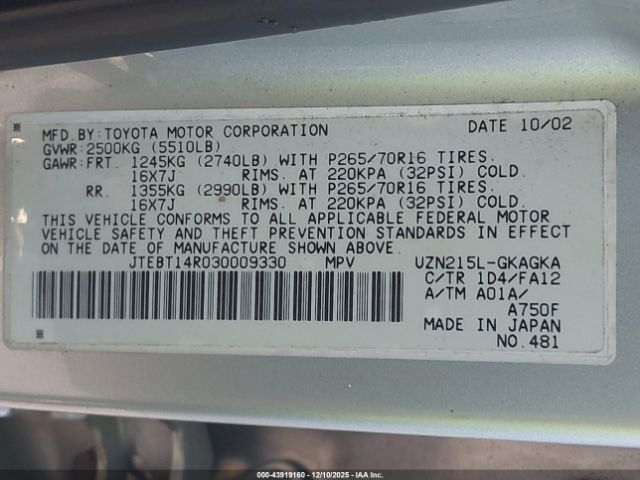 ※
MFD.BY:TOYOTA MOTOR CORPORATION DATE 10/02
GVWR:2500KG (5510LB)
GAWR:FRT. 1245KG (2740LB) WITH P265/70R16 TIRES.
16X7J RIMS. AT 220KPA (32PSI) COLD.
RR. 1355KG (2990LB) WITH P265/70R16 TIRES.
16X7J RIMS. AT 220KPA (32PSI) COLD.
THIS VEHICLE CONFORMS TO ALL APPLICABLE FEDERAL MOTOR
VEHICLE SAFETY AND THEFT PREVENTION STANDARDS IN EFFECT
ON THE DATE OF MANUFACTURE SHOWN ABOVE.
JTEBT14R030009330 MPV UZN215L-GKAGKA
C/TR 1D4/FA12
A/TM A01A/
A750F
MADE IN JAPAN
※ NO.481
000-43919160 - 12/10/2025 - IAA Inc.